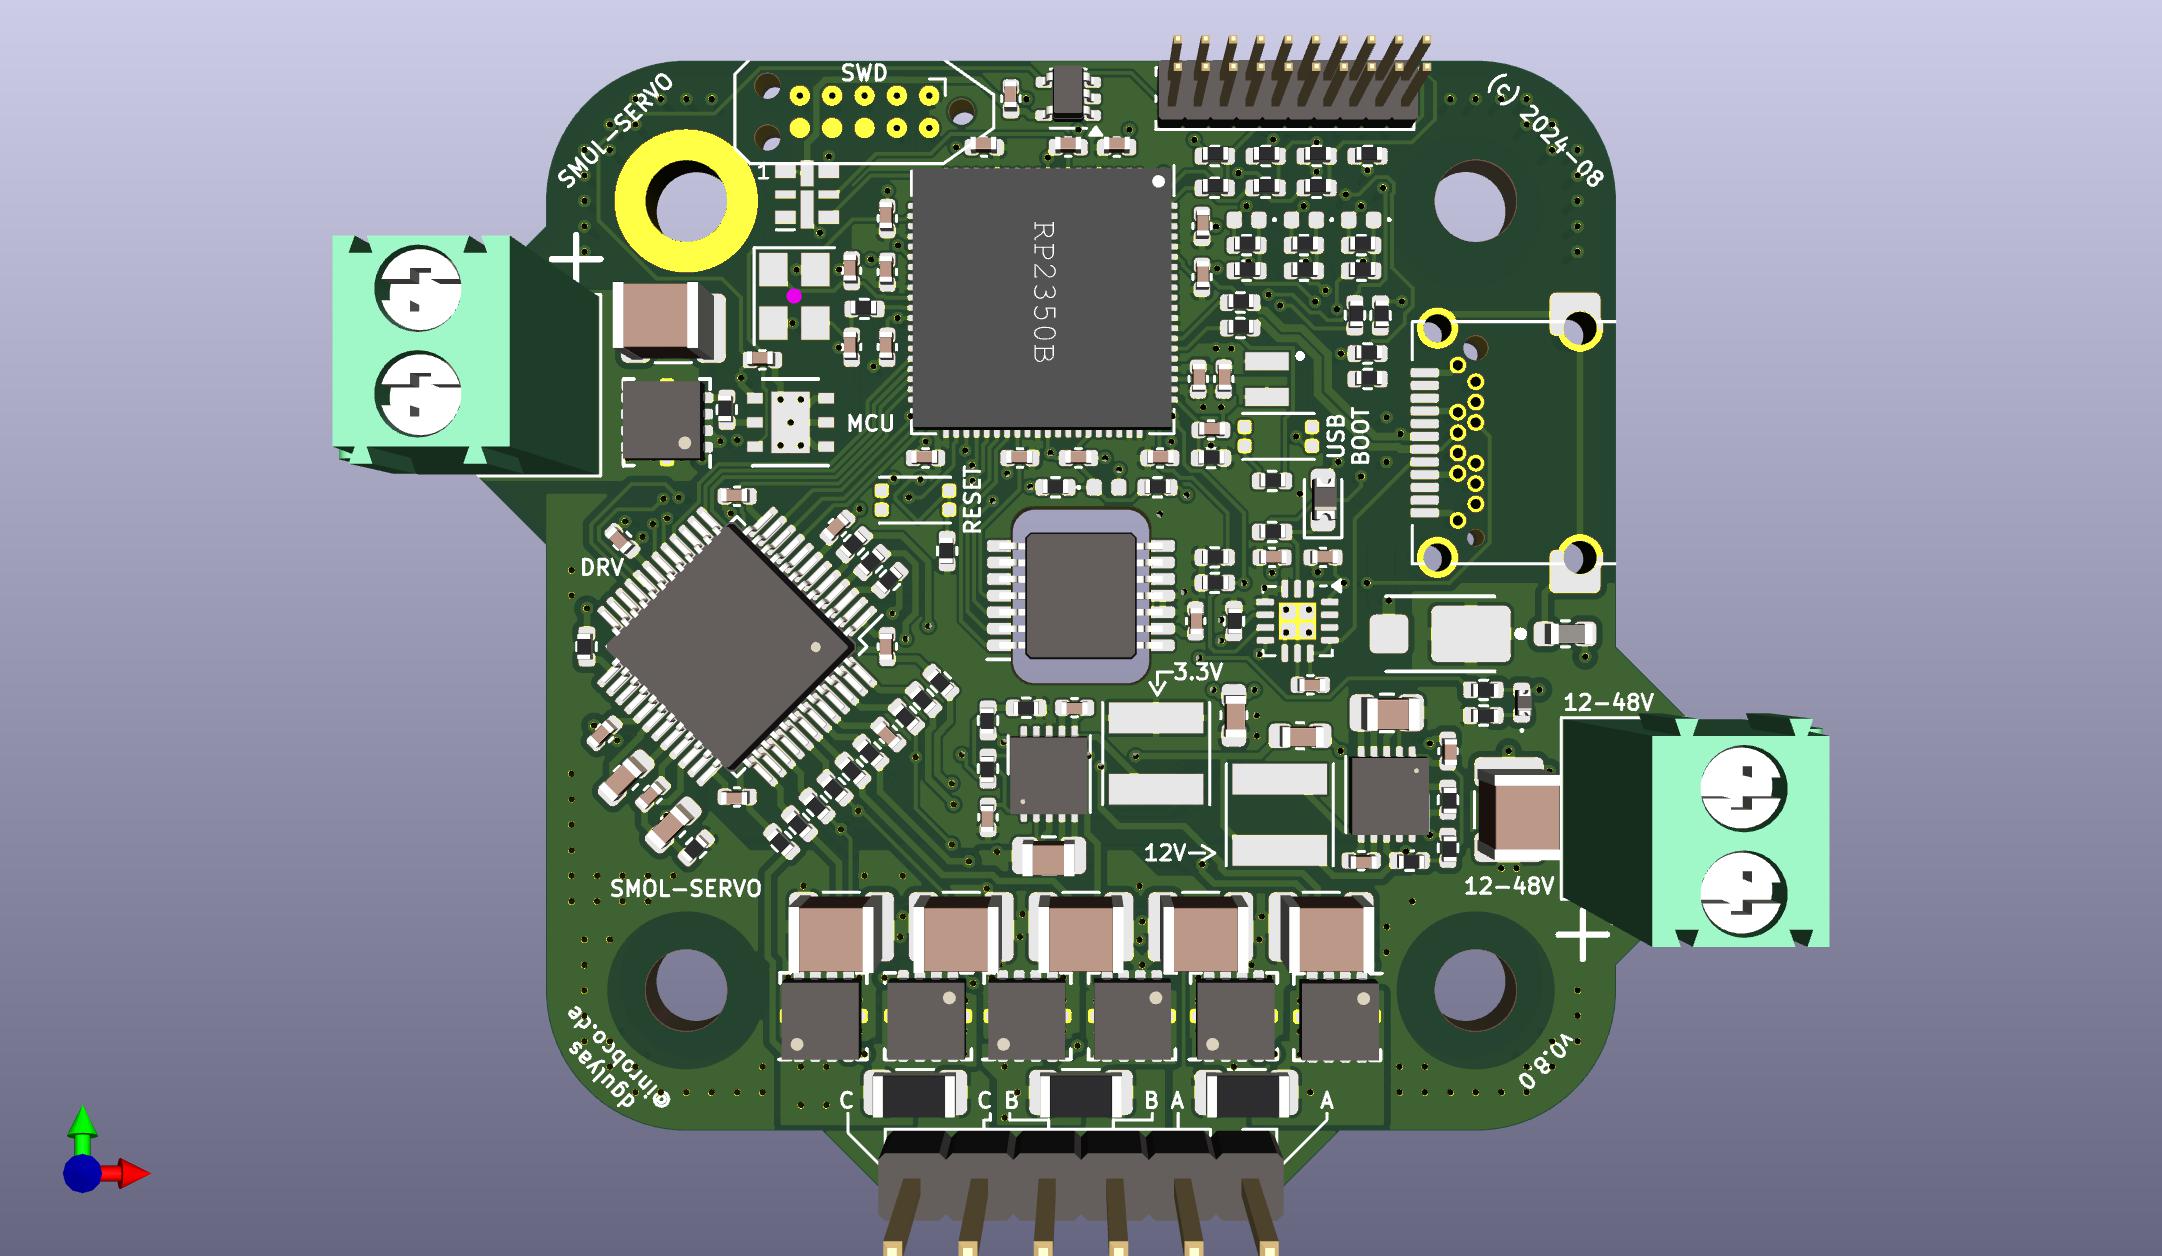 SWD
SMOL-SERVO
(c) 2024-08
1
RP2350B
MCU
USB
BOOT
RESET
DRV
3.3V
12-48V
12V
12-48V
SMOL-SERVO
dgulyas
@inrobco.de
v0.8.0
C
C
B
B
A
A